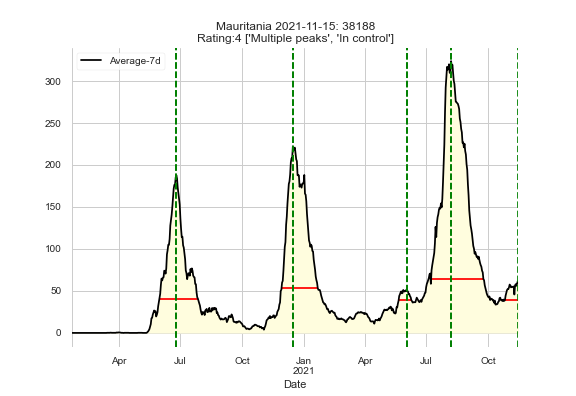 Mauritania 2021-11-15: 38188
Rating:4 ['Multiple peaks', 'In control']
Average-7d
300
250
200
150
100
50
0
Apr Jul Oct Jan Apr Jul Oct
2021
Date